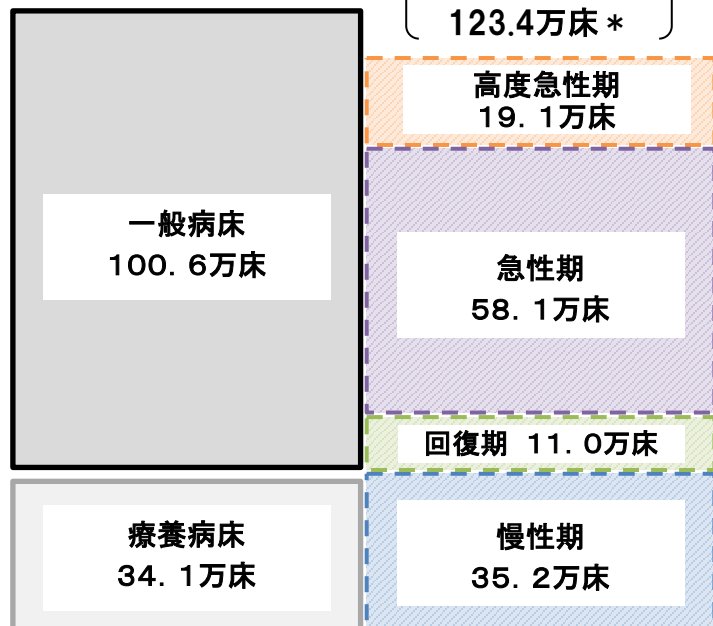 123.4万床＊
高度急性期
１９．１万床
一般病床
１００．６万床
急性期
５８．１万床
回復期 １１．０万床
療養病床
３４．１万床
慢性期
３５．２万床